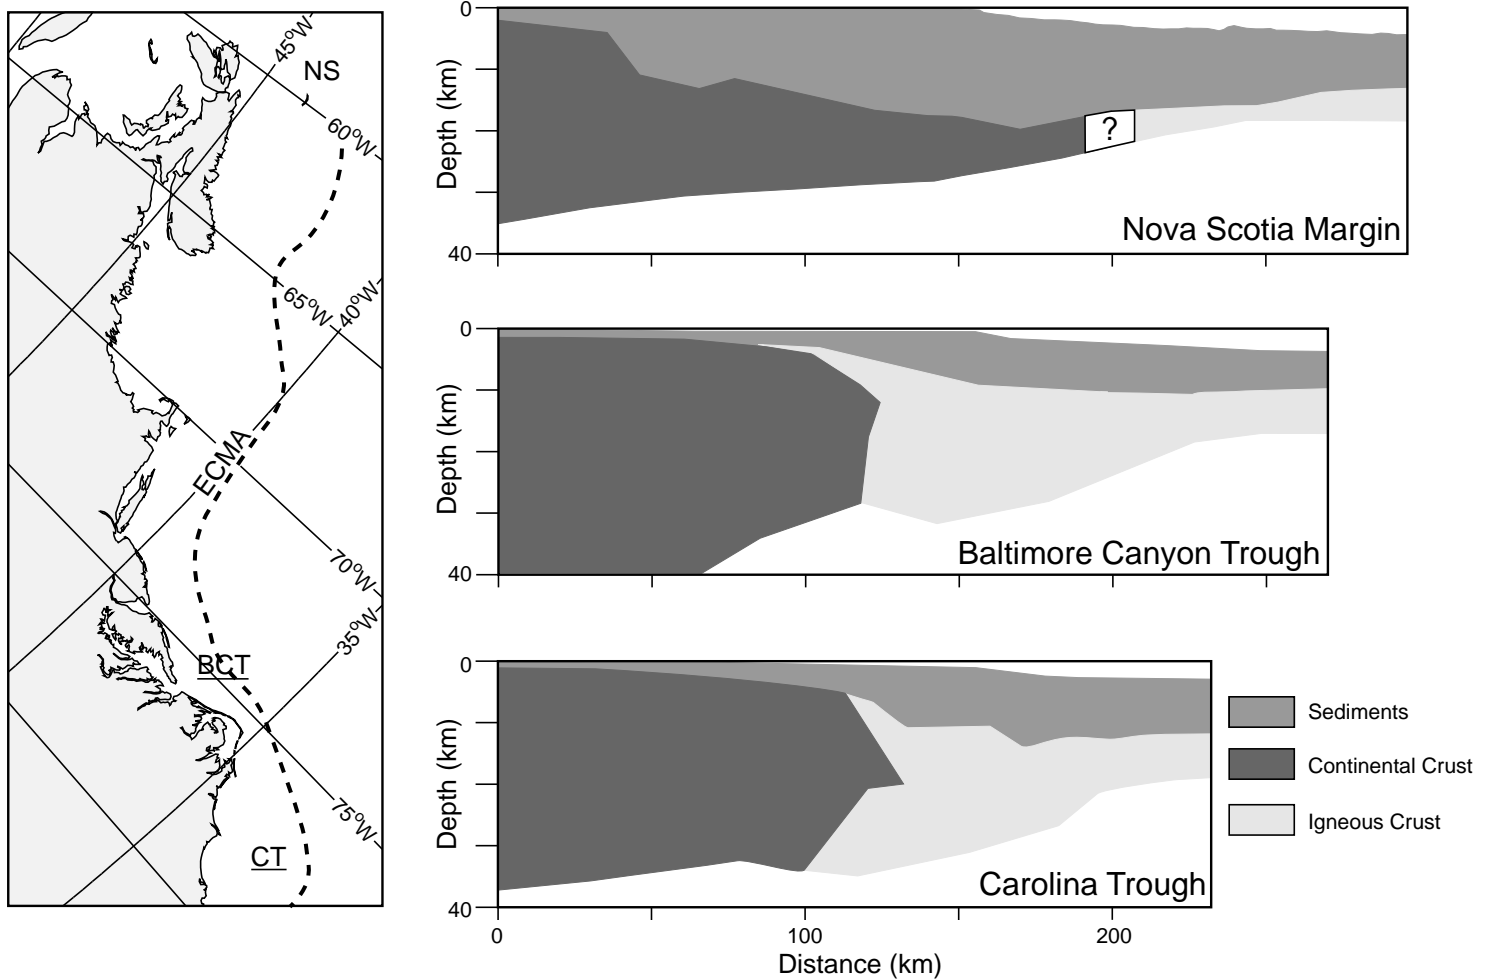 45°W
NS
60°W
65°W
40°W
ECMA
70°W
35°W
BCT
75°W
CT
0
Depth (km)
?
40
Nova Scotia Margin
0
Depth (km)
40
Baltimore Canyon Trough
0
Depth (km)
40
Carolina Trough
0
100
200
Distance (km)
Sediments
Continental Crust
Igneous Crust